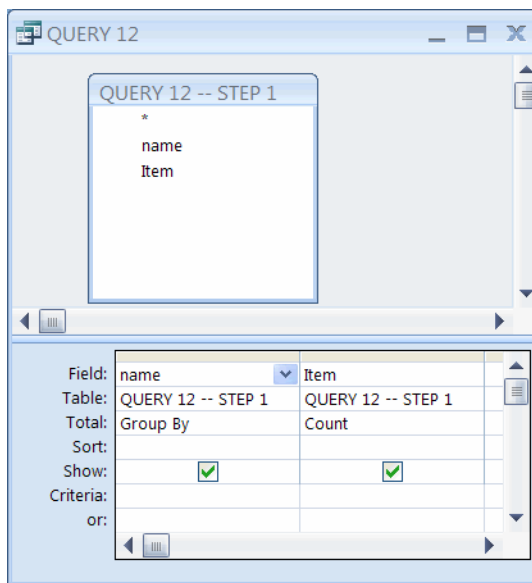 QUERY 12
QUERY 12 -- STEP 1
*
name
Item
Field: name Item
Table: QUERY 12 -- STEP 1 QUERY 12 -- STEP 1
Total: Group By Count
Sort:
Show:
Criteria:
or: